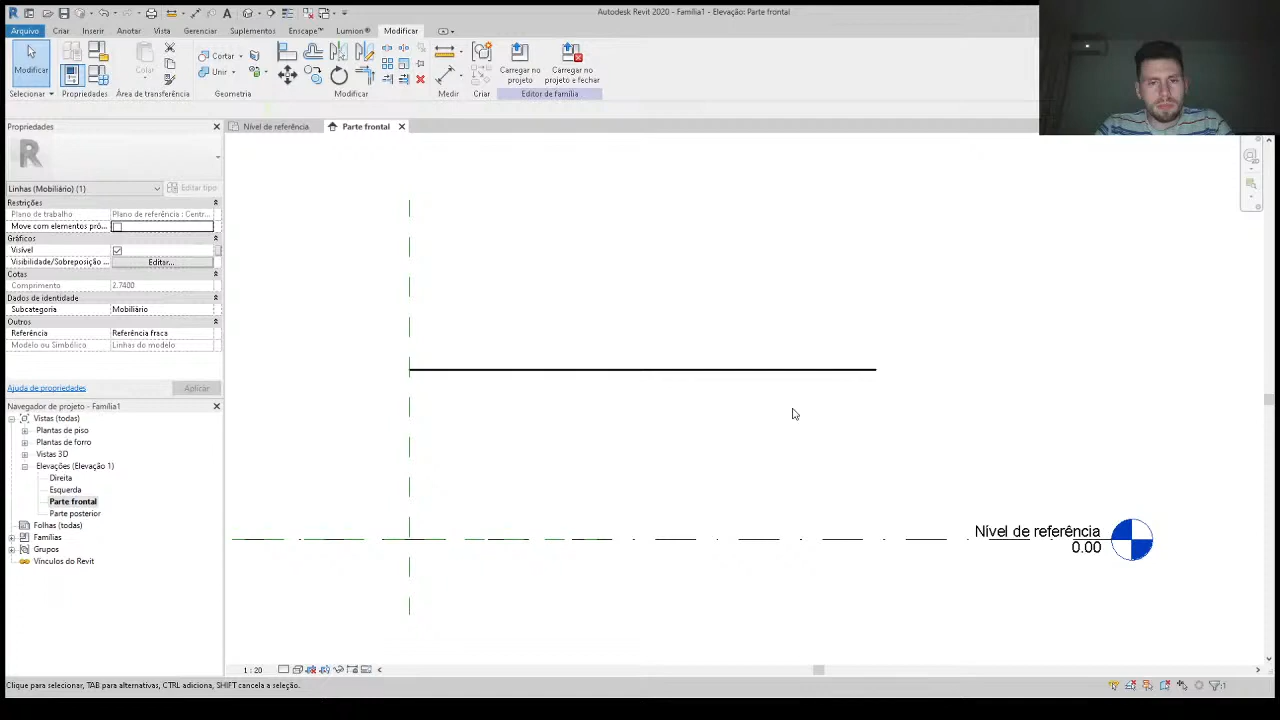 Autodesk Revit 2020 - Família1 - Elevação: Parte frontal
Arquivo Criar Inserir Anotar Vista Gerenciar Suplementos Enscape™ Lumion® Modificar
Modificar
Cortar
Unir
Colar
Carregar no projeto
Carregar no projeto e fechar
Selecionar Propriedades Área de transferência Geometria Modificar Medir Criar Editor de família
Propriedades
Nível de referência
Parte frontal
Linhas (Mobiliário) (1)
Editar tipo
Restrições
Plano de trabalho Plano de referência : Centr...
Move com elementos pró...
Gráficos
Visível
Visibilidade/Sobreposição ... Editar...
Cotas
Comprimento 2.7400
Dados de identidade
Subcategoria Mobiliário
Outros
Referência Referência fraca
Modelo ou Simbólico Linhas do modelo
Ajuda de propriedades Aplicar
Navegador de projeto - Família1
Vistas (todas)
Plantas de piso
Plantas de forro
Vistas 3D
Elevações (Elevação 1)
Direita
Esquerda
Parte frontal
Parte posterior
Folhas (todas)
Famílias
Grupos
Vínculos do Revit
Nível de referência
0.00
1 : 20
Clique para selecionar, TAB para alternativas, CTRL adiciona, SHIFT cancela a seleção.
:1